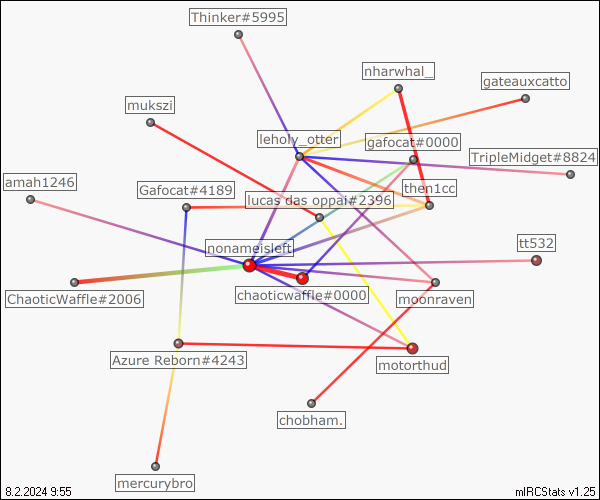 Thinker#5995
nharwhal_
gateauxcatto
mukszi
leholy_otter
gafocat#0000
TripleMidget#8824
amah1246
Gafocat#4189
then1cc
lucas das oppai#2396
nonameisleft
tt532
ChaoticWaffle#2006
chaoticwaffle#0000
moonraven
Azure Reborn#4243
motorthud
chobham.
mercurybro
8.2.2024 9:55
mIRCStats v1.25